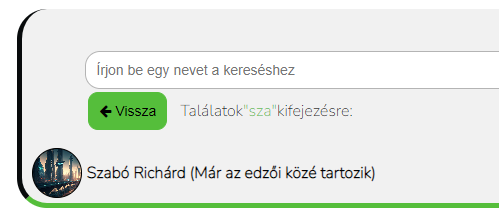 Írjon be egy nevet a kereséshez
Vissza Találatok"sza"kifejezésre:
Szabó Richárd (Már az edzői közé tartozik)